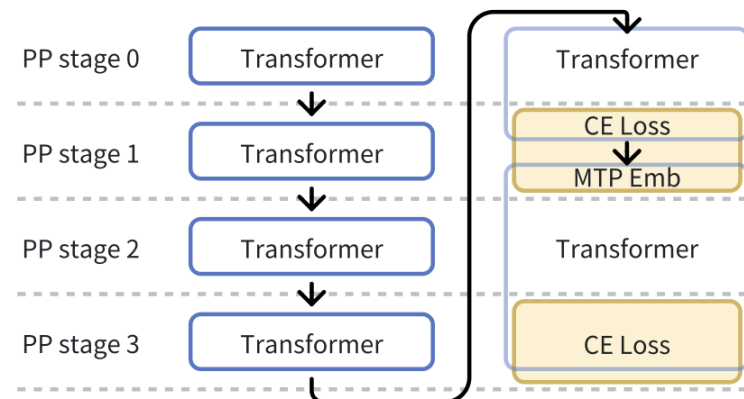 PP stage 0
Transformer
Transformer
PP stage 1
Transformer
CE Loss
MTP Emb
PP stage 2
Transformer
Transformer
PP stage 3
Transformer
CE Loss